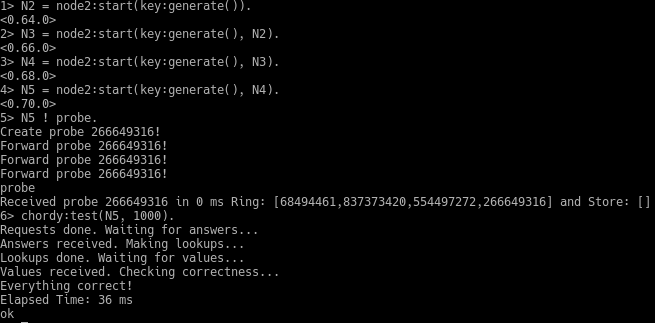 1> N2 = node2:start(key:generate()).
<0.64.0>
2> N3 = node2:start(key:generate(), N2).
<0.66.0>
3> N4 = node2:start(key:generate(), N3).
<0.68.0>
4> N5 = node2:start(key:generate(), N4).
<0.70.0>
5> N5 ! probe.
Create probe 266649316!
Forward probe 266649316!
Forward probe 266649316!
Forward probe 266649316!
probe
Received probe 266649316 in 0 ms Ring: [68494461,837373420,554497272,266649316] and Store: []
6> chordy:test(N5, 1000).
Requests done. Waiting for answers...
Answers received. Making lookups...
Lookups done. Waiting for values...
Values received. Checking correctness...
Everything correct!
Elapsed Time: 36 ms
ok